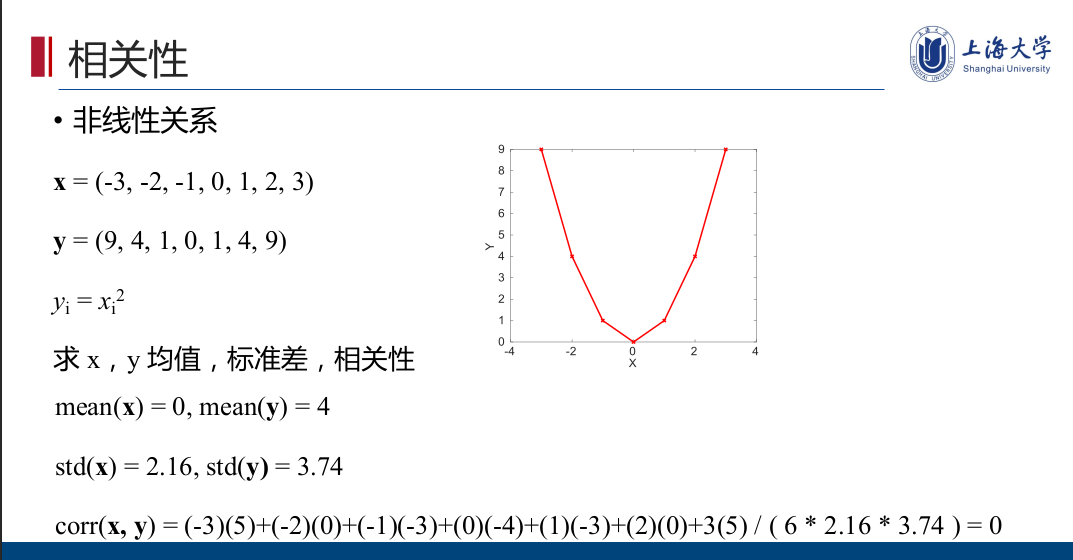 相关性
上海大学
Shanghai University
SHANGHAI UNIVERSITY
• 非线性关系
x = (-3, -2, -1, 0, 1, 2, 3)
y = (9, 4, 1, 0, 1, 4, 9)
yᵢ = xᵢ²
求 x，y 均值，标准差，相关性
mean(x) = 0, mean(y) = 4
std(x) = 2.16, std(y) = 3.74
corr(x, y) = (-3)(5)+(-2)(0)+(-1)(-3)+(0)(-4)+(1)(-3)+(2)(0)+3(5) / ( 6 * 2.16 * 3.74 ) = 0
9
8
7
6
5
4
3
2
1
0
Y
-4 -2 0 2 4
X